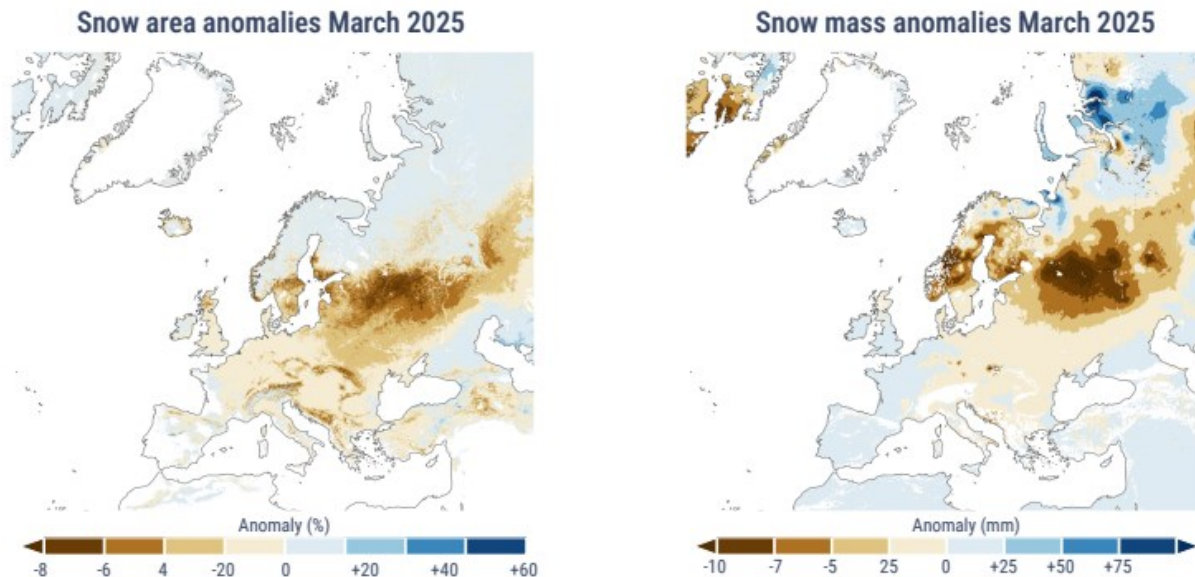 Snow area anomalies March 2025
Snow mass anomalies March 2025
Anomaly (%)
-8 -6 4 -20 0 +20 +40 +60
Anomaly (mm)
-10 -7 -5 25 0 +25 +50 +75